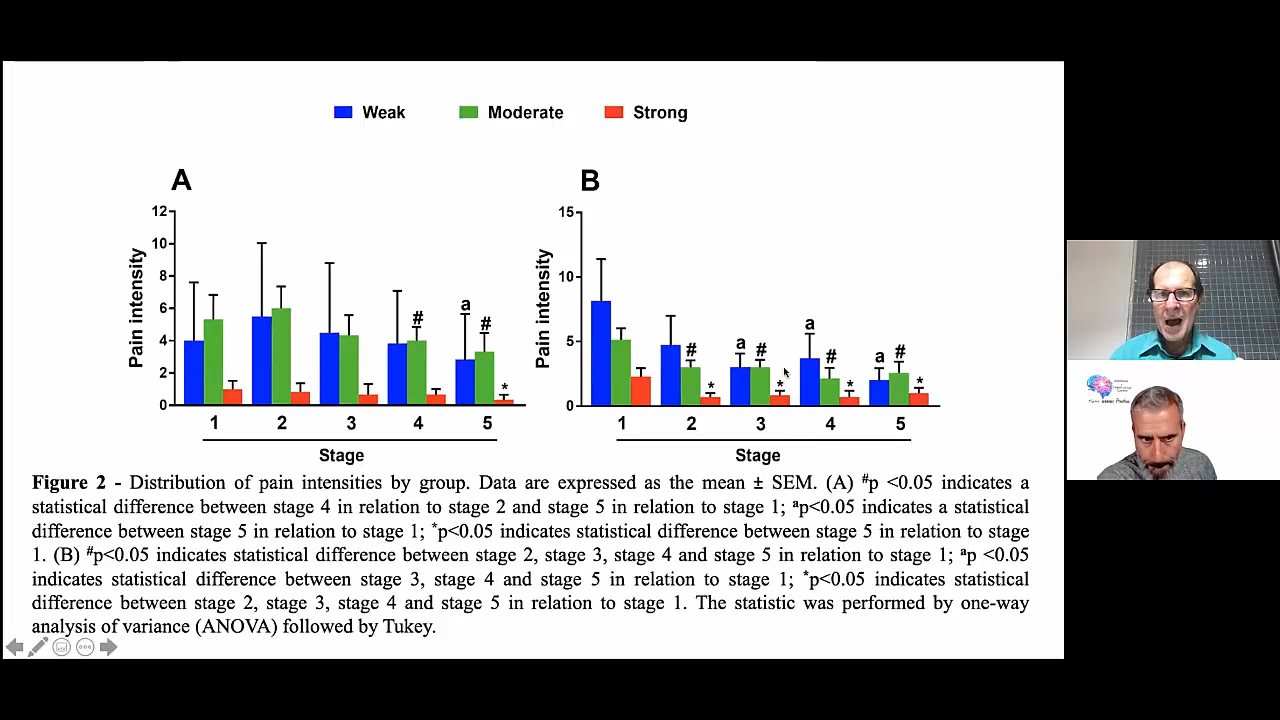 Weak Moderate Strong
A
B
12
10
8
6
4
2
0
Pain intensity
a
#
#
*
1 2 3 4 5
Stage
15
10
5
0
Pain intensity
a
a
#
#
#
a
#
*
*
*
*
1 2 3 4 5
Stage
Figure 2 - Distribution of pain intensities by group. Data are expressed as the mean ± SEM. (A) #p <0.05 indicates a
statistical difference between stage 4 in relation to stage 2 and stage 5 in relation to stage 1; ap<0.05 indicates a statistical
difference between stage 5 in relation to stage 1; *p<0.05 indicates statistical difference between stage 5 in relation to stage
1. (B) #p<0.05 indicates statistical difference between stage 2, stage 3, stage 4 and stage 5 in relation to stage 1; ap <0.05
indicates statistical difference between stage 3, stage 4 and stage 5 in relation to stage 1; *p<0.05 indicates statistical
difference between stage 2, stage 3, stage 4 and stage 5 in relation to stage 1. The statistic was performed by one-way
analysis of variance (ANOVA) followed by Tukey.